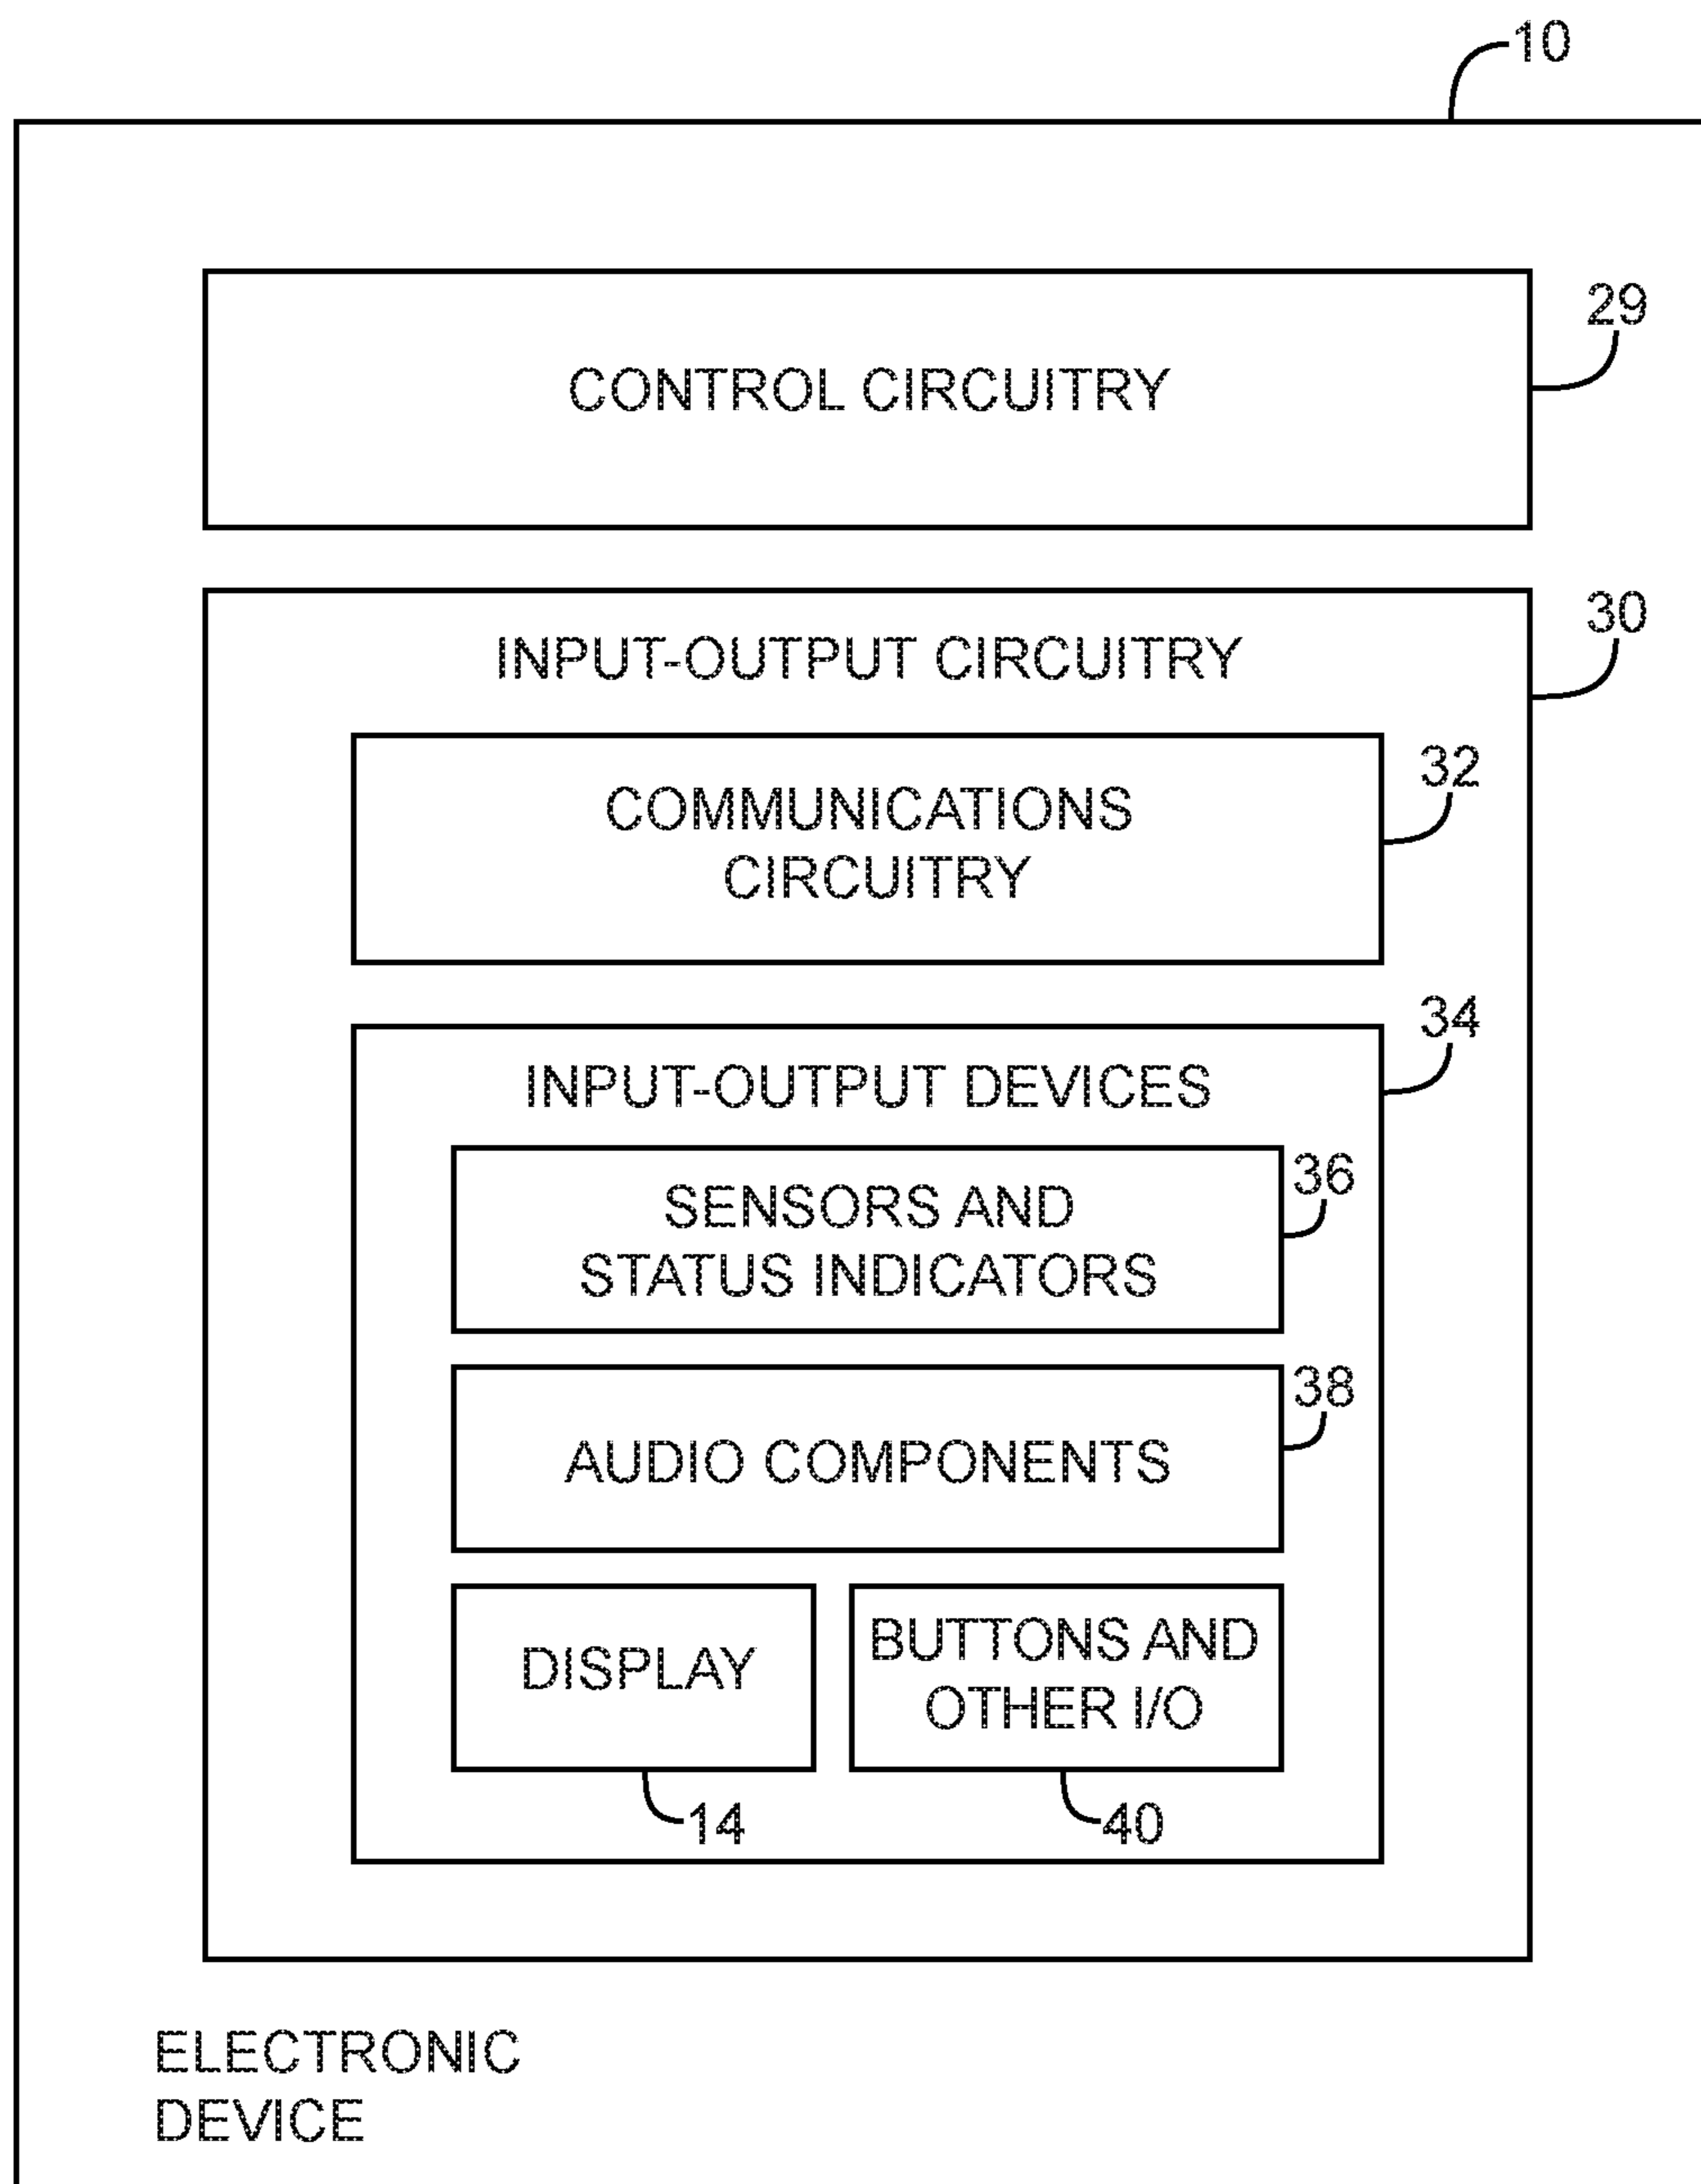 10
29
CONTROL CIRCUITRY
30
INPUT-OUTPUT CIRCUITRY
32
COMMUNICATIONS
CIRCUITRY
34
INPUT-OUTPUT DEVICES
36
SENSORS AND
STATUS INDICATORS
38
AUDIO COMPONENTS
DISPLAY
BUTTONS AND
OTHER I/O
14
40
ELECTRONIC
DEVICE